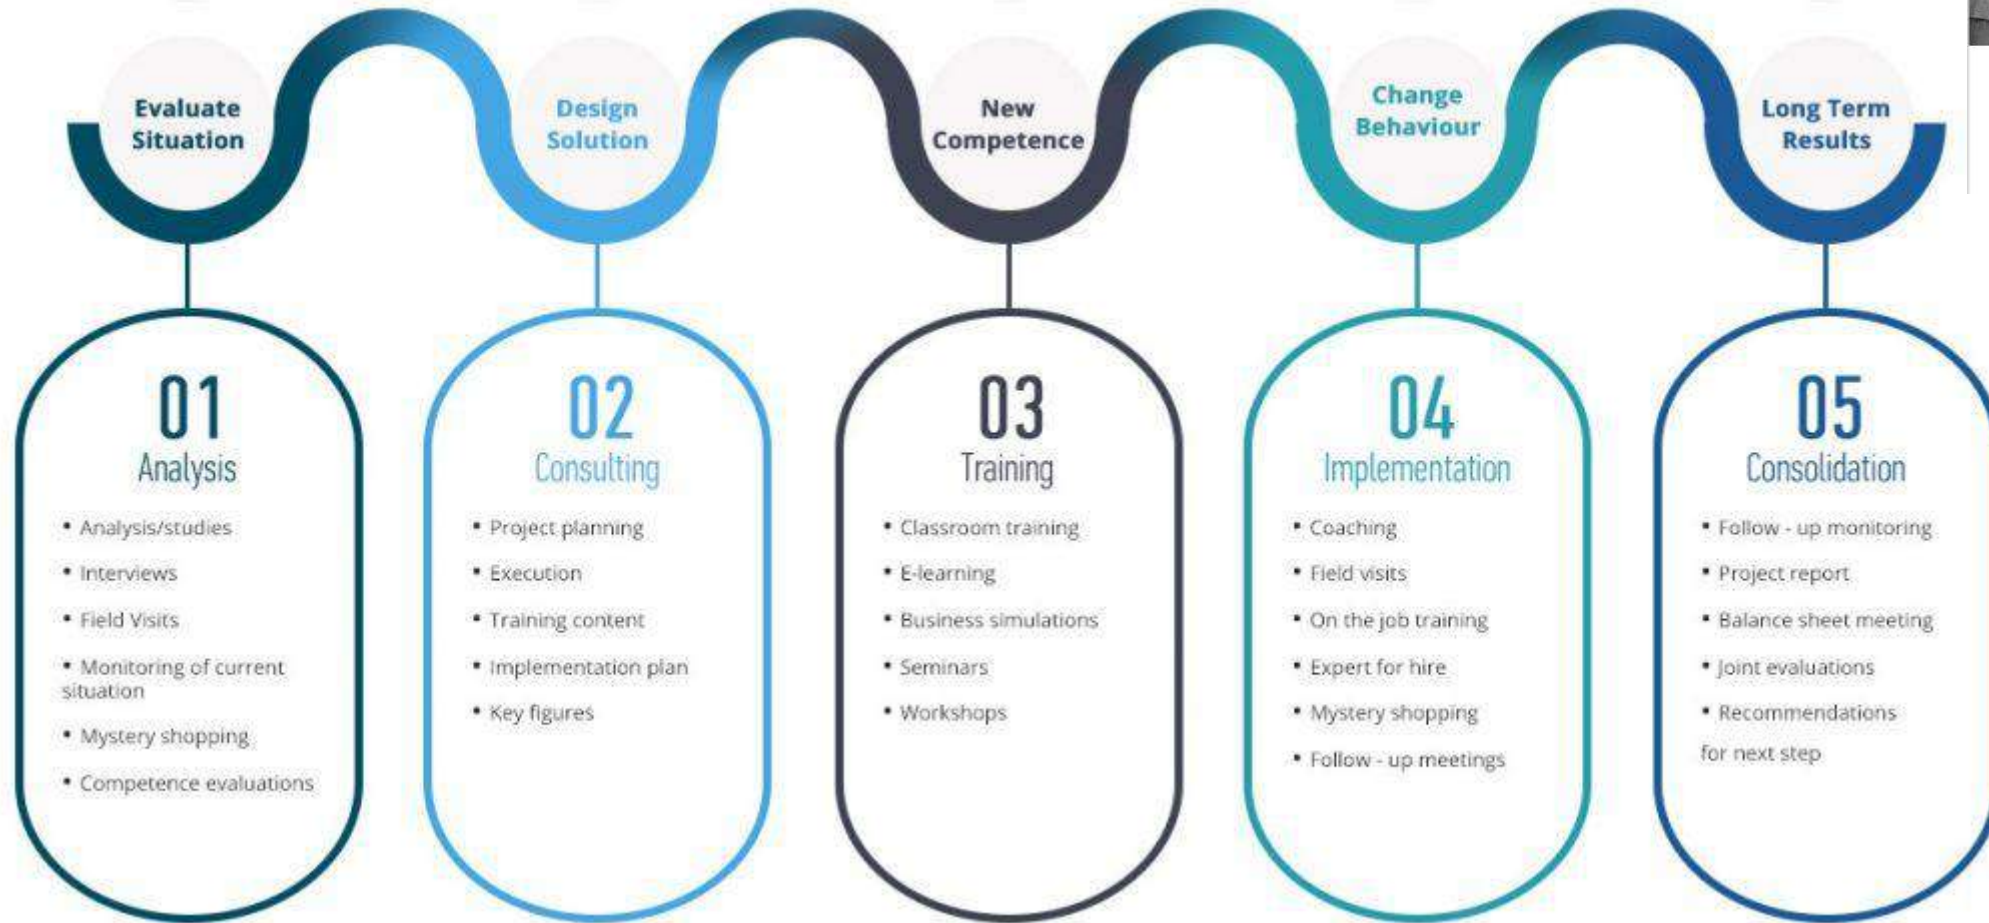 Evaluate
Situation
Design
Solution
New
Competence
Change
Behaviour
Long Term
Results
01
Analysis
▪ Analysis/studies
▪ Interviews
▪ Field Visits
▪ Monitoring of current
situation
▪ Mystery shopping
▪ Competence evaluations
02
Consulting
▪ Project planning
▪ Execution
▪ Training content
▪ Implementation plan
▪ Key figures
03
Training
▪ Classroom training
▪ E-learning
▪ Business simulations
▪ Seminars
▪ Workshops
04
Implementation
▪ Coaching
▪ Field visits
▪ On the job training
▪ Expert for hire
▪ Mystery shopping
▪ Follow - up meetings
05
Consolidation
▪ Follow - up monitoring
▪ Project report
▪ Balance sheet meeting
▪ Joint evaluations
▪ Recommendations
for next step